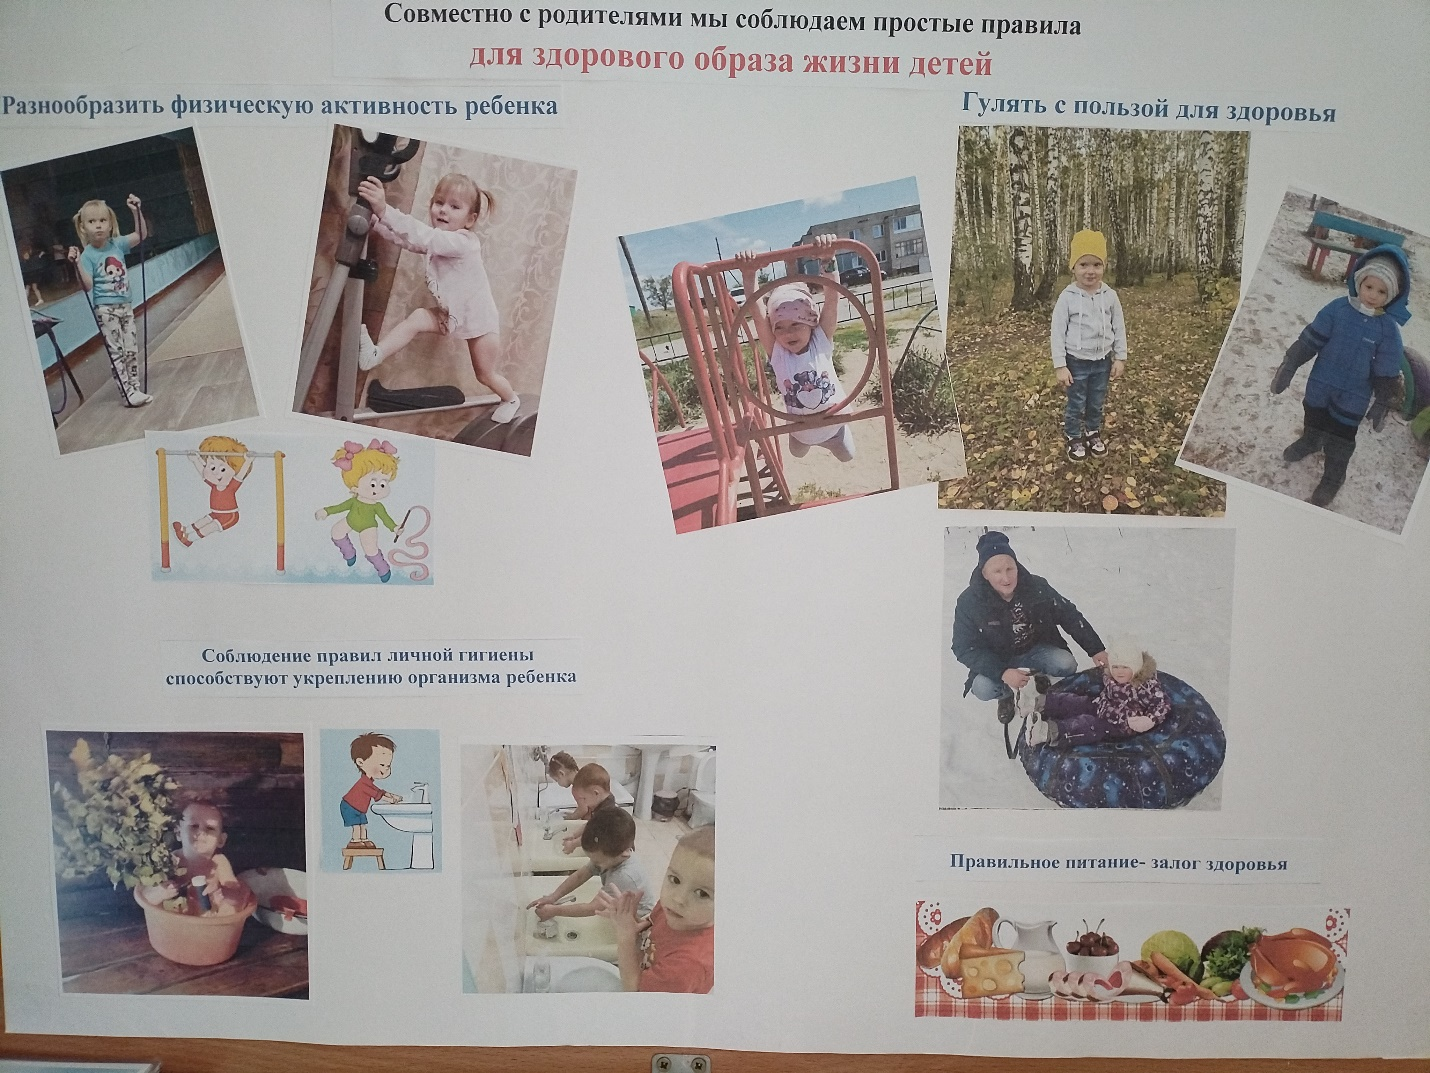 Совместно с родителями мы соблюдаем простые правила
для здорового образа жизни детей
Разнообразить физическую активность ребенка
Гулять с пользой для здоровья
Соблюдение правил личной гигиены
способствуют укреплению организма ребенка
Правильное питание- залог здоровья